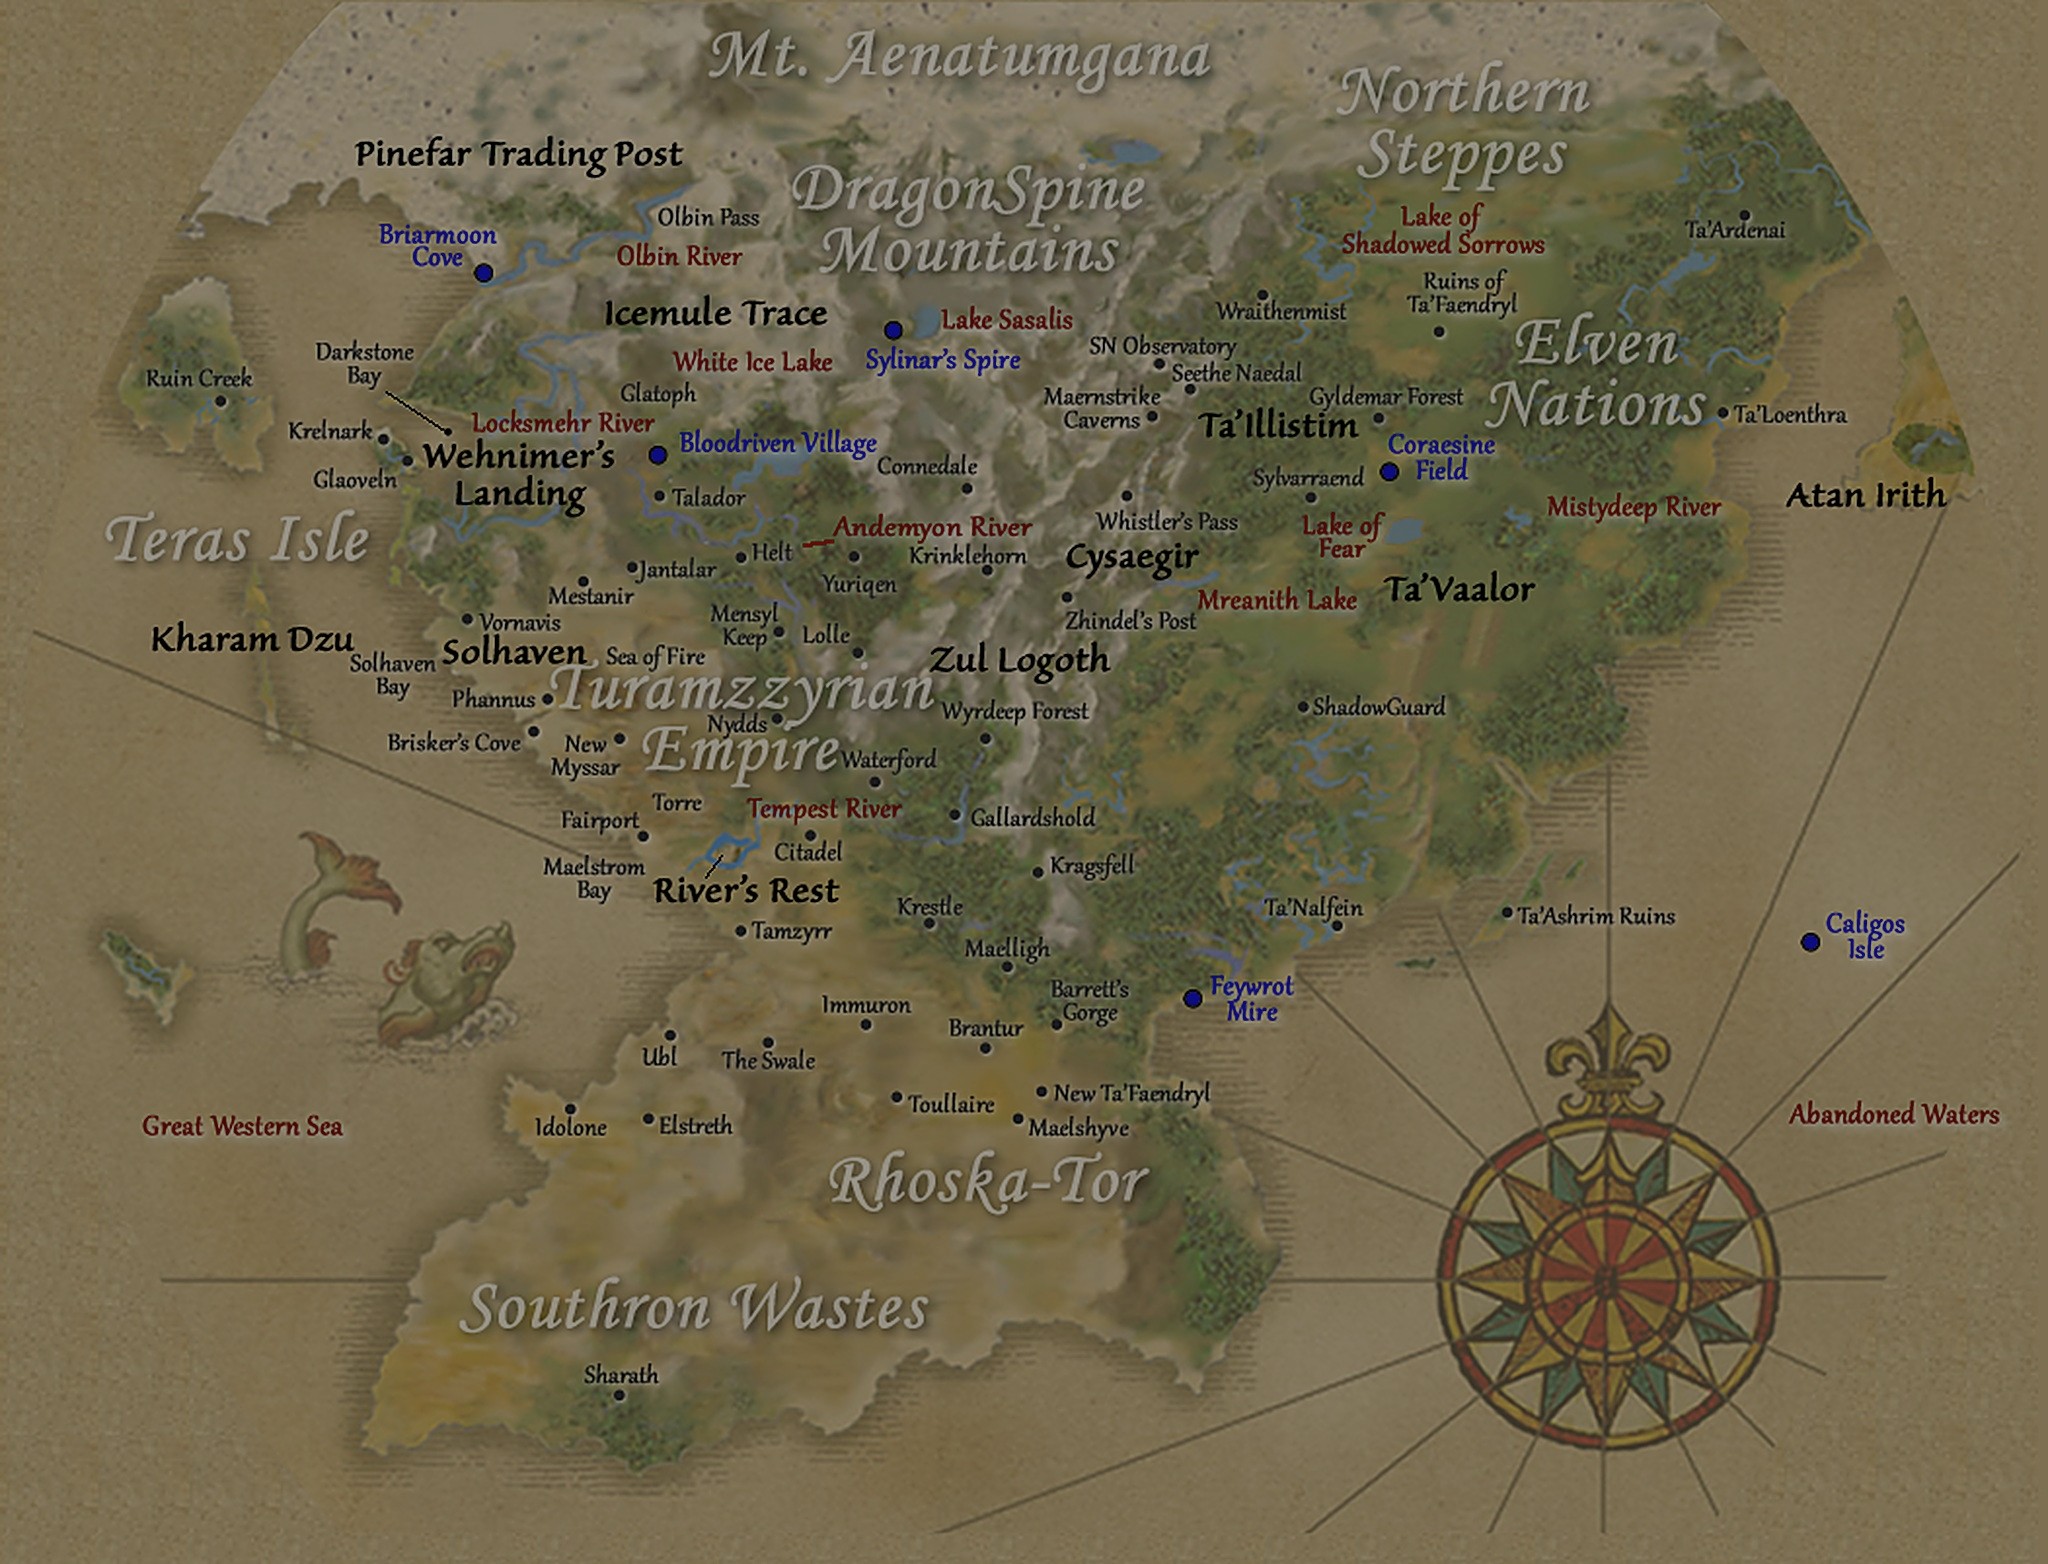 Mt. Aenatumgana
Northern
Steppes
Pinefar Trading Post
DragonSpine
Mountains
Olbin Pass
Briarmoon
Cove
Olbin River
Lake of
Shadowed Sorrows
Ta'Ardenai
Ruins of
Ta'Faendryl
Icemule Trace
Lake Sasalis
Wraithenmist
Elven
Nations
Darkstone
Bay
White Ice Lake
Sylinar's Spire
SN Observatory
Seethe Naedal
Ruin Creek
Glatoph
Maernstrike
Caverns
Gyldemar Forest
Ta'Illistim
Ta'Loenthra
Krelnark
Locksmehr River
Wehnimer's
Landing
Bloodriven Village
Coraesine
Field
Glaoveln
Connedale
Sylvarraend
Talador
Atan Irith
Mistydeep River
Teras Isle
Andemyon River
Whistler's Pass
Lake of
Fear
Helt
Krinklehorn
Cysaegir
Jantalar
Yuriqen
Mestanir
Ta'Vaalor
Mreanith Lake
Vornavis
Mensyl
Keep
Lolle
Zhindel's Post
Kharam Dzu
Solhaven
Bay
Solhaven
Sea of Fire
Zul Logoth
Turamzzyrian
Empire
Phannus
Nydds
Wyrdeep Forest
ShadowGuard
Brisker's Cove
New
Myssar
Waterford
Torre
Tempest River
Fairport
Gallardshold
Citadel
Maelstrom
Bay
River's Rest
Kragsfell
Krestle
Ta'Nalfein
Ta'Ashrim Ruins
Caligos
Isle
Tamzyrr
Maelligh
Feywrot
Mire
Immuron
Barrett's
Gorge
Brantur
Ubl
The Swale
New Ta'Faendryl
Toullaire
Idolone
Elstreth
Maelshyve
Great Western Sea
Abandoned Waters
Rhoska-Tor
Southron Wastes
Sharath